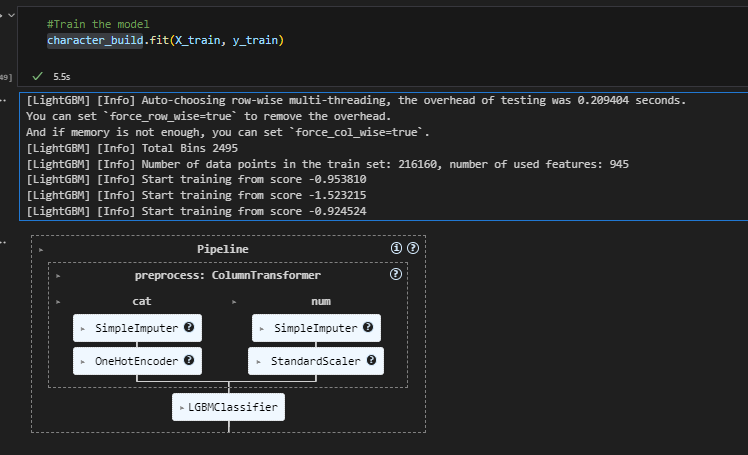 #Train the model
character_build.fit(X_train, y_train)
49]
5.5s
[LightGBM] [Info] Auto-choosing row-wise multi-threading, the overhead of testing was 0.209404 seconds.
You can set `force_row_wise=true` to remove the overhead.
And if memory is not enough, you can set `force_col_wise=true`.
[LightGBM] [Info] Total Bins 2495
[LightGBM] [Info] Number of data points in the train set: 216160, number of used features: 945
[LightGBM] [Info] Start training from score -0.953810
[LightGBM] [Info] Start training from score -1.523215
[LightGBM] [Info] Start training from score -0.924524
Pipeline
preprocess: ColumnTransformer
cat num
SimpleImputer SimpleImputer
OneHotEncoder StandardScaler
LGBMClassifier